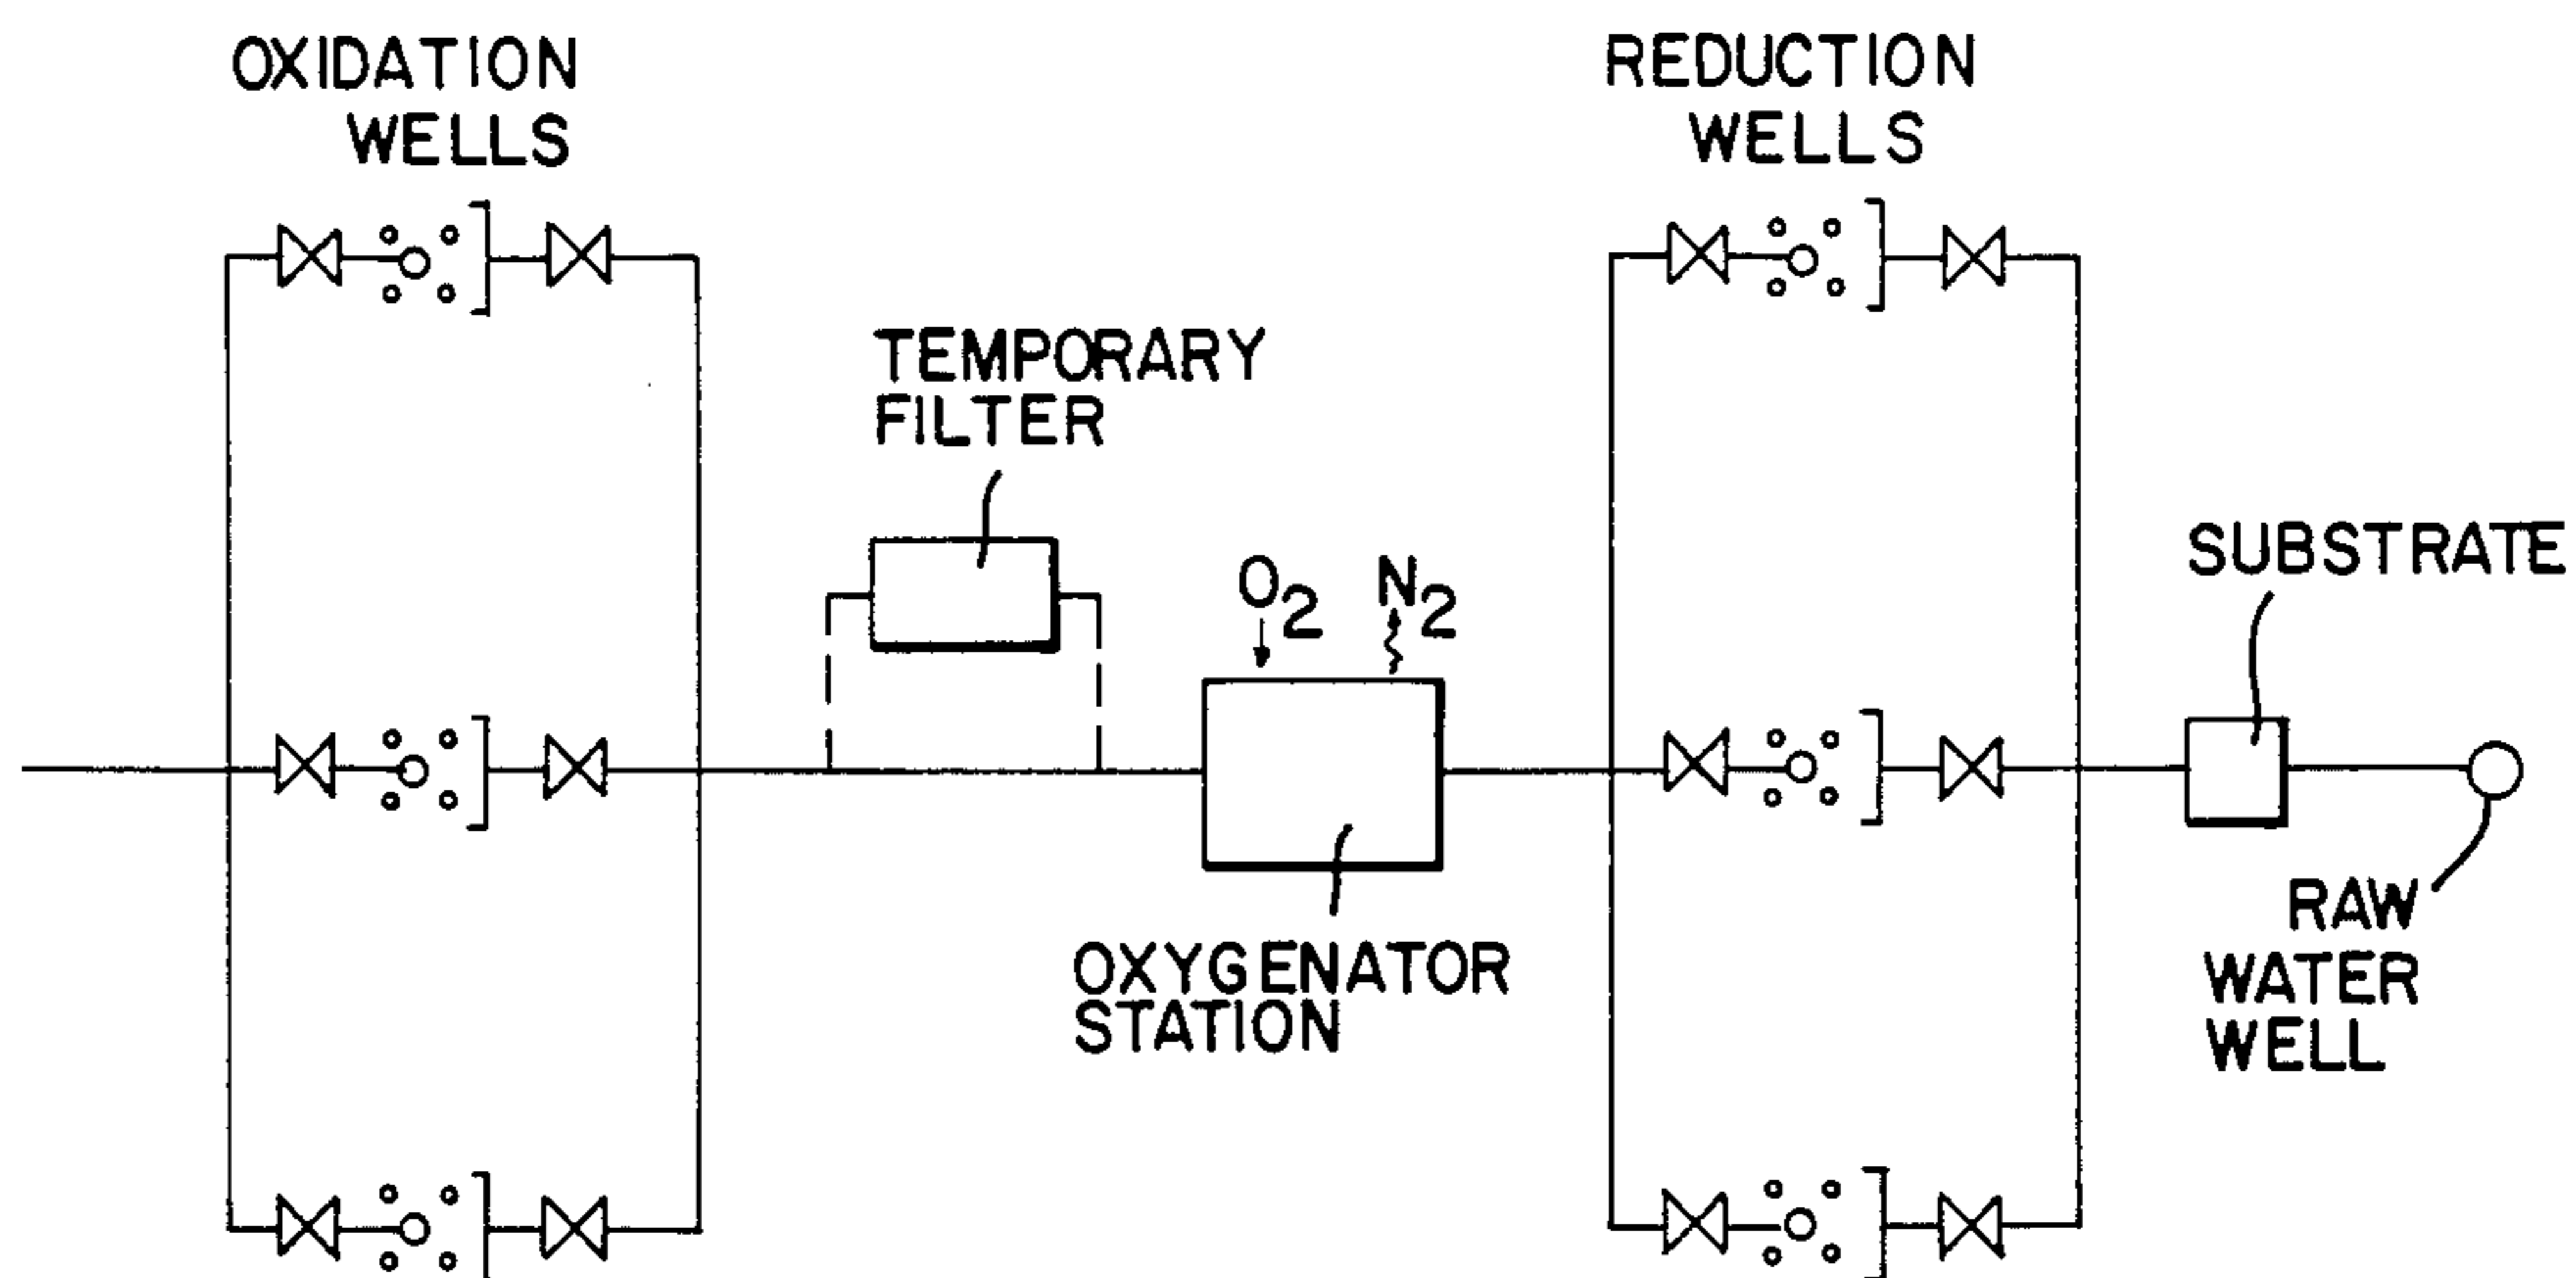 OXIDATION
WELLS
REDUCTION
WELLS
TEMPORARY
FILTER
O2
N2
SUBSTRATE
OXYGENATOR
STATION
RAW
WATER
WELL